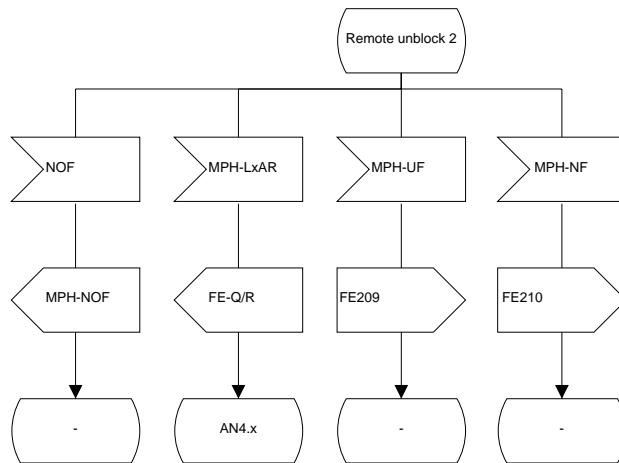 Remote unblock 2
NOF
MPH-LxAR
MPH-UF
MPH-NF
MPH-NOF
FE-Q/R
FE209
FE210
-
AN4.x
-
-